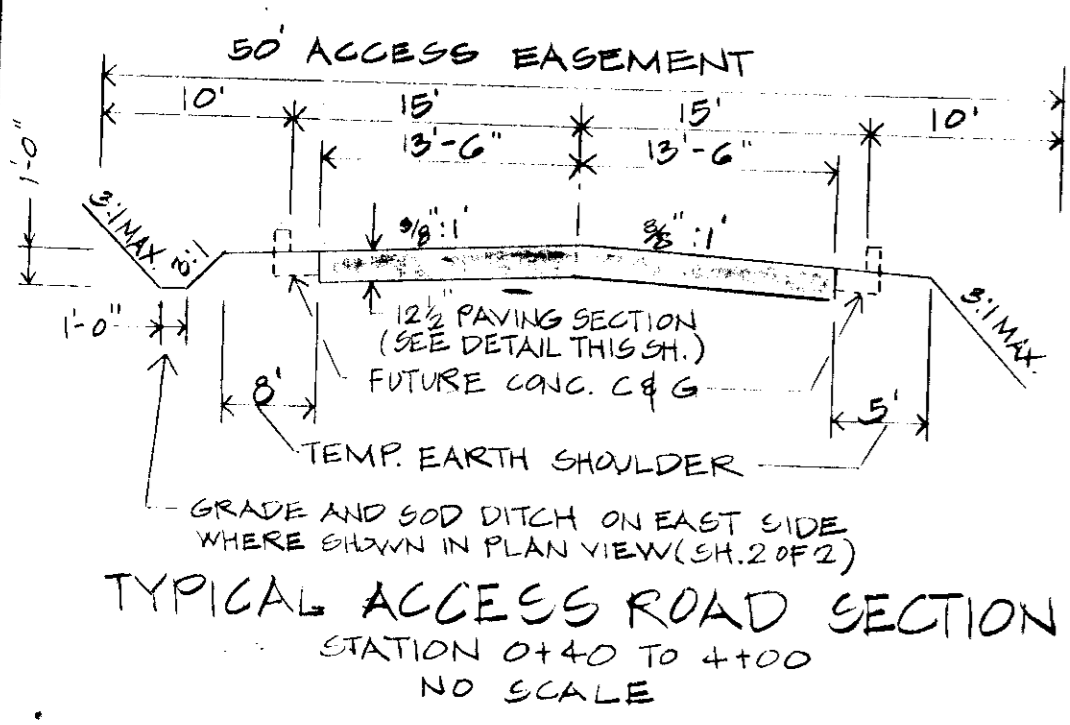 50' ACCESS EASEMENT
10' 15' 15' 10'
13'-6" 13'-6"
1'-0"
3:1 MAX. 3:1 3/8":1' 3/8":1'
1'-0" 12½" PAVING SECTION 3:1 MAX.
(SEE DETAIL THIS SH.)
8' FUTURE CONC. C & G 5'
TEMP. EARTH SHOULDER
GRADE AND SOD DITCH ON EAST SIDE
WHERE SHOWN IN PLAN VIEW (SH. 2 OF 2)
TYPICAL ACCESS ROAD SECTION
STATION 0+40 TO 4+00
NO SCALE